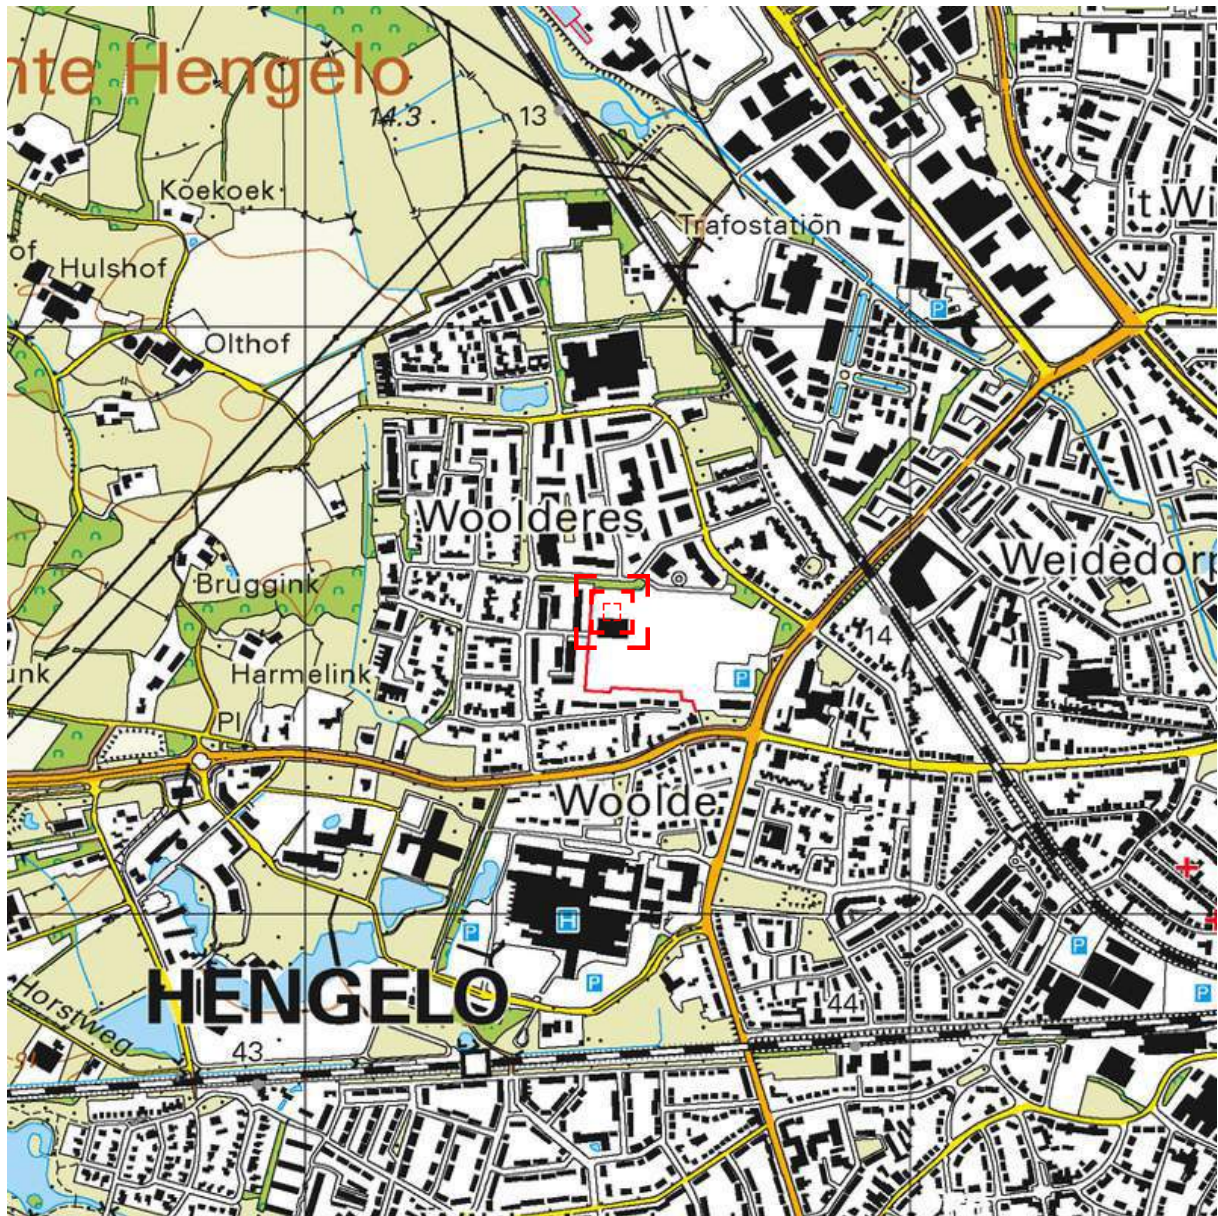 nte Hengelo
14.3
13
Koekoek
't Wi
Trafostation
of
Hulshof
P
Olthof
Woolderes
Weidedorp
Bruggink
14
unk
Harmelink
P
Pl
Woolde
H
P
P
P
P
HENGELO
Horstweg
44
43